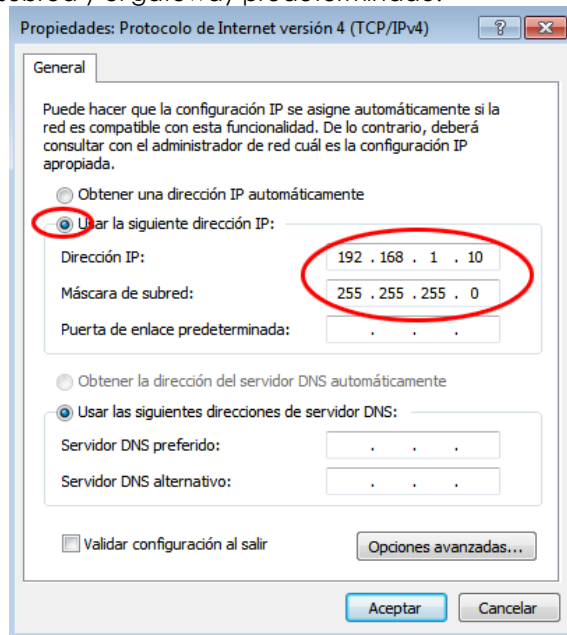 Propiedades: Protocolo de Internet versión 4 (TCP/IPv4)
General
Puede hacer que la configuración IP se asigne automáticamente si la
red es compatible con esta funcionalidad. De lo contrario, deberá
consultar con el administrador de red cuál es la configuración IP
apropiada.
Obtener una dirección IP automáticamente
Usar la siguiente dirección IP:
Dirección IP: 192 . 168 . 1 . 10
Máscara de subred: 255 . 255 . 255 . 0
Puerta de enlace predeterminada: . . .
Obtener la dirección del servidor DNS automáticamente
Usar las siguientes direcciones de servidor DNS:
Servidor DNS preferido: . . .
Servidor DNS alternativo: . . .
Validar configuración al salir
Opciones avanzadas...
Aceptar Cancelar